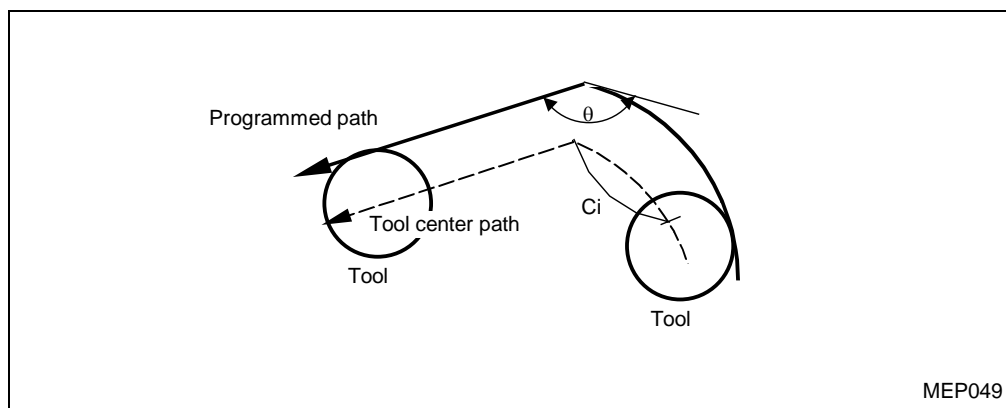 Programmed path
θ
Ci
Tool center path
Tool
Tool
MEP049